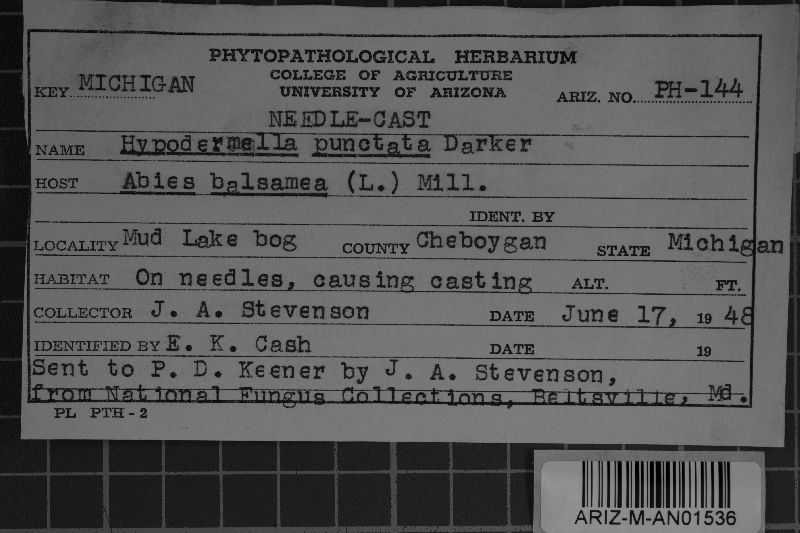 PHYTOPATHOLOGICAL HERBARIUM
COLLEGE OF AGRICULTURE
KEY MICHIGAN UNIVERSITY OF ARIZONA ARIZ. NO. PH-144
NEEDLE-CAST
NAME Hypodermella punctata Darker
HOST Abies balsamea (L.) Mill.
IDENT. BY
LOCALITY Mud Lake bog COUNTY Cheboygan STATE Michigan
HABITAT On needles, causing casting ALT. FT.
COLLECTOR J. A. Stevenson DATE June 17, 19 48
IDENTIFIED BY E. K. Cash DATE 19
Sent to P. D. Keener by J. A. Stevenson,
from National Fungus Collections, Beltsville, Md.
PL PTH-2
ARIZ-M-AN01536